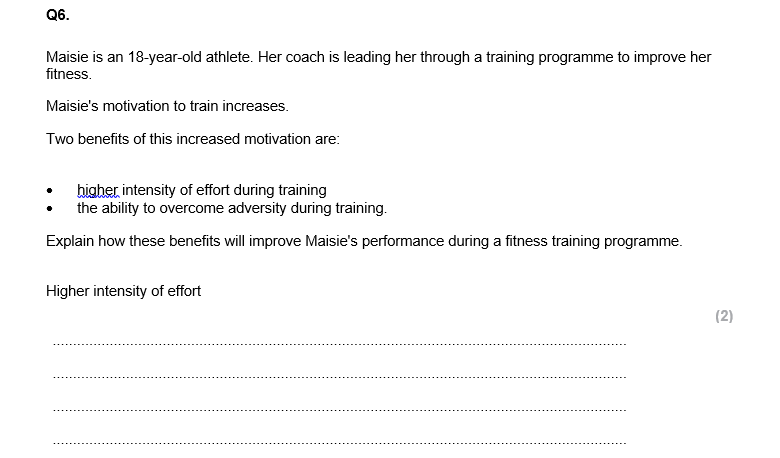 Q6.
Maisie is an 18-year-old athlete. Her coach is leading her through a training programme to improve her
fitness.
Maisie's motivation to train increases.
Two benefits of this increased motivation are:
• higher intensity of effort during training
• the ability to overcome adversity during training.
Explain how these benefits will improve Maisie's performance during a fitness training programme.
Higher intensity of effort
(2)